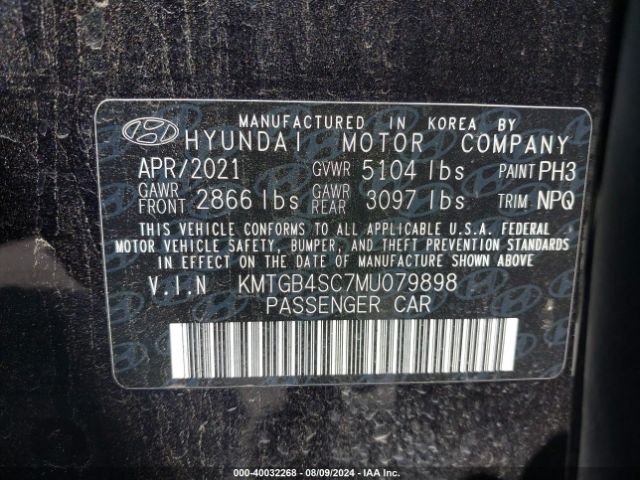 MANUFACTURED IN KOREA BY
HYUNDAI MOTOR COMPANY
APR/2021 GVWR 5104 lbs PAINT PH3
GAWR FRONT 2866 lbs GAWR REAR 3097 lbs TRIM NPQ
THIS VEHICLE CONFORMS TO ALL APPLICABLE U.S.A. FEDERAL
MOTOR VEHICLE SAFETY, BUMPER, AND THEFT PREVENTION STANDARDS
IN EFFECT ON THE DATE OF MANUFACTURE SHOWN ABOVE
V.I.N KMTGB4SC7MU079898
PASSENGER CAR
000-40032268 - 08/09/2024 - IAA Inc.